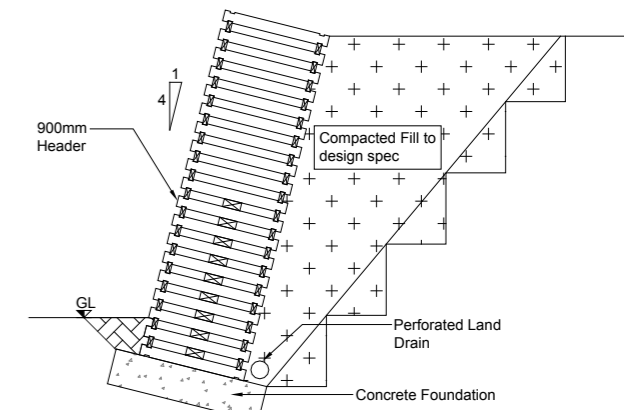 1
4
900mm
Header
Compacted Fill to
design spec
GL
Perforated Land
Drain
Concrete Foundation